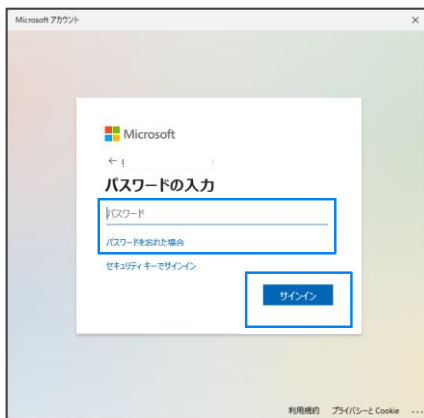 Microsoft アカウント
Microsoft
パスワードの入力
パスワード
パスワードを忘れた場合
セキュリティ キーでサインイン
サインイン
利用規約 プライバシーと Cookie ...